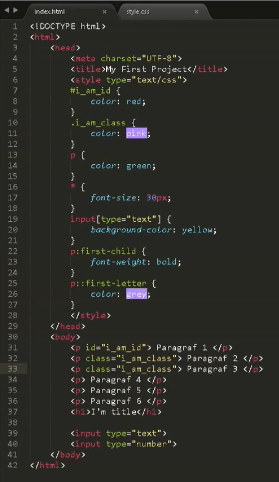 index.html
style.css
1 <!DOCTYPE html>
2 <html>
3 <head>
4 <meta charset="UTF-8">
5 <title>My First Project</title>
6 <style type="text/css">
7 #i_am_id {
8 color: red;
9 }
10 .i_am_class {
11 color: pink;
12 }
13 p {
14 color: green;
15 }
16 * {
17 font-size: 30px;
18 }
19 input[type="text"] {
20 background-color: yellow;
21 }
22 p:first-child {
23 font-weight: bold;
24 }
25 p::first-letter {
26 color: grey;
27 }
28 </style>
29 </head>
30 <body>
31 <p id="i_am_id"> Paragraf 1 </p>
32 <p class="i_am_class"> Paragraf 2 </p>
33 <p class="i_am_class"> Paragraf 3 </p>
34 <p> Paragraf 4 </p>
35 <p> Paragraf 5 </p>
36 <p> Paragraf 6 </p>
37 <h1>I'm title</h1>
38
39 <input type="text">
40 <input type="number">
41 </body>
42 </html>